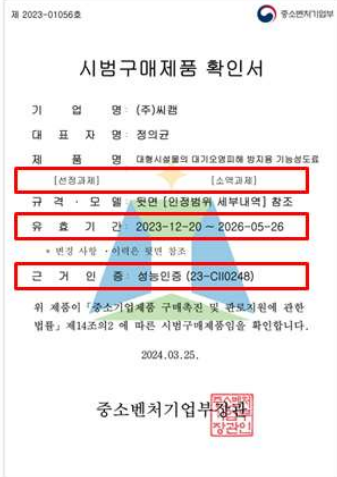 제 2023-01056호
중소벤처기업부
시범구매제품 확인서
기 업 명 : (주)씨캠
대 표 자 명 : 정의균
제 품 명 대형시설물의 대기오염피해 방지용 기능성도료
[선정과제] [소액과제]
규 격 · 모 델 : 뒷면 [인정범위 세부내역] 참조
유 효 기 간 : 2023-12-20 ~ 2026-05-26
* 변경 사항 ·이력은 뒷면 참조
근 거 인 증 : 성능인증 (23-CII0248)
위 제품이 「중소기업제품 구매촉진 및 판로지원에 관한
법률」 제14조의2 에 따른 시범구매제품임을 확인합니다.
2024.03.25.
중소벤처기업부장관